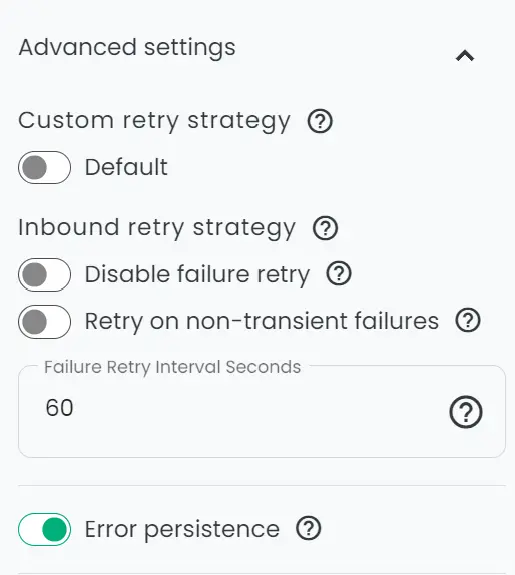 Advanced settings
Custom retry strategy
Default
Inbound retry strategy
Disable failure retry
Retry on non-transient failures
Failure Retry Interval Seconds
60
Error persistence